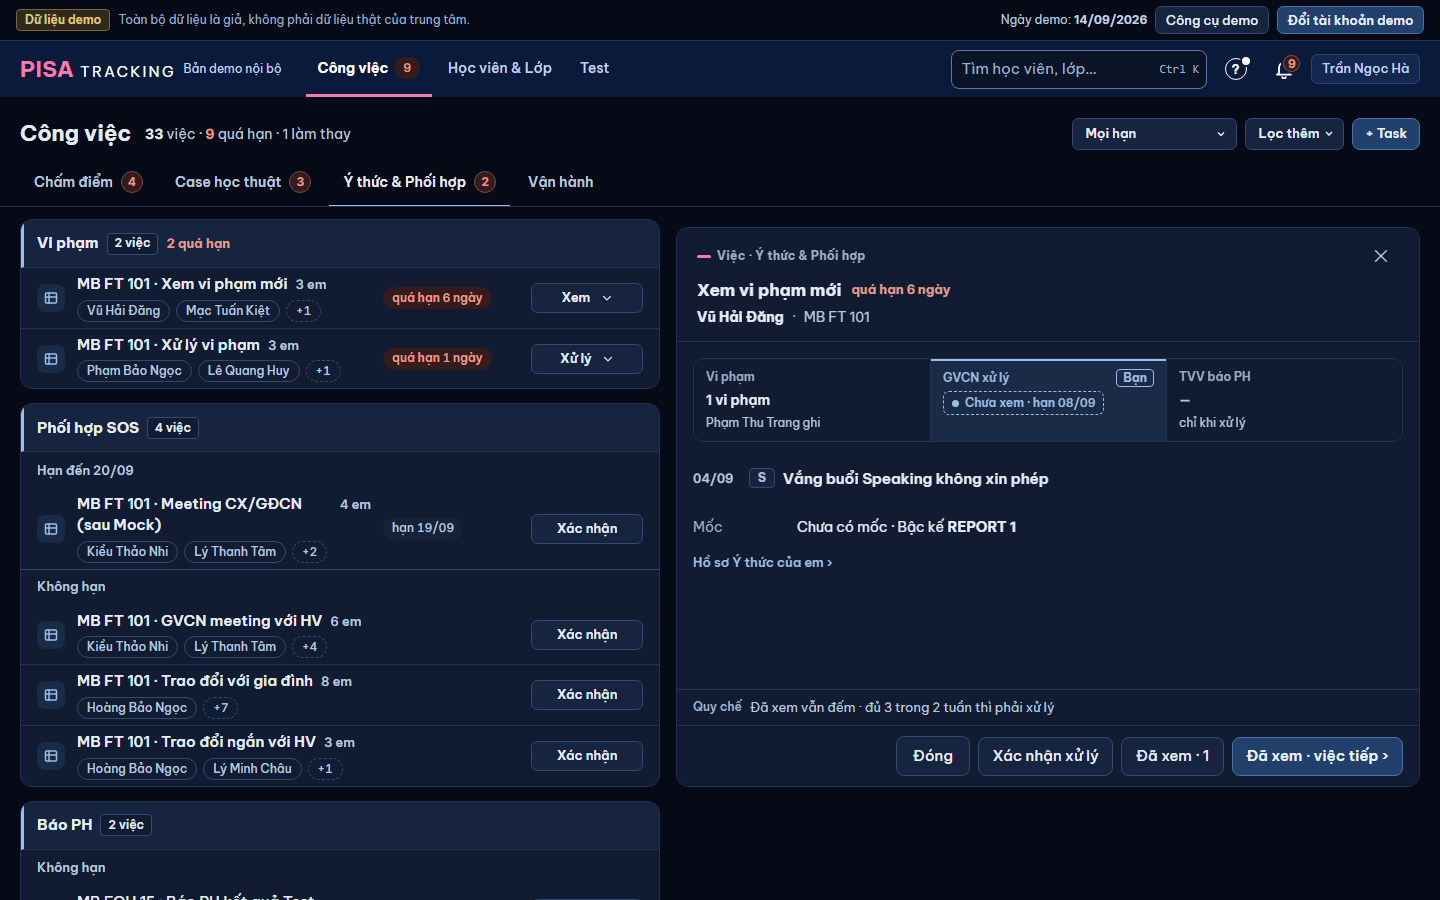 Dữ liệu demo Toàn bộ dữ liệu là giả, không phải dữ liệu thật của trung tâm. Ngày demo: 14/09/2026 Công cụ demo Đổi tài khoản demo
PISA TRACKING Bản demo nội bộ Công việc 9 Học viên & Lớp Test Tìm học viên, lớp... Ctrl K ? 9 Trần Ngọc Hà
Công việc 33 việc · 9 quá hạn · 1 làm thay Mọi hạn Lọc thêm + Task
Chấm điểm 4 Case học thuật 3 Ý thức & Phối hợp 2 Vận hành
Vi phạm 2 việc 2 quá hạn
MB FT 101 · Xem vi phạm mới 3 em
Vũ Hải Đăng Mạc Tuấn Kiệt +1
quá hạn 6 ngày Xem
MB FT 101 · Xử lý vi phạm 3 em
Phạm Bảo Ngọc Lê Quang Huy +1
quá hạn 1 ngày Xử lý
Phối hợp SOS 4 việc
Hạn đến 20/09
MB FT 101 · Meeting CX/GĐCN 4 em
(sau Mock)
Kiều Thảo Nhi Lý Thanh Tâm +2
hạn 19/09 Xác nhận
Không hạn
MB FT 101 · GVCN meeting với HV 6 em
Kiều Thảo Nhi Lý Thanh Tâm +4
Xác nhận
MB FT 101 · Trao đổi với gia đình 8 em
Hoàng Bảo Ngọc +7
Xác nhận
MB FT 101 · Trao đổi ngắn với HV 3 em
Hoàng Bảo Ngọc Lý Minh Châu +1
Xác nhận
Báo PH 2 việc
Không hạn
Việc · Ý thức & Phối hợp
Xem vi phạm mới quá hạn 6 ngày
Vũ Hải Đăng · MB FT 101
Vi phạm
1 vi phạm
Phạm Thu Trang ghi
GVCN xử lý Bạn
Chưa xem · hạn 08/09
TVV báo PH
–
chỉ khi xử lý
04/09 S Vắng buổi Speaking không xin phép
Mốc Chưa có mốc · Bậc kế REPORT 1
Hồ sơ Ý thức của em ›
Quy chế Đã xem vẫn đếm · đủ 3 trong 2 tuần thì phải xử lý
Đóng Xác nhận xử lý Đã xem · 1 Đã xem · việc tiếp ›